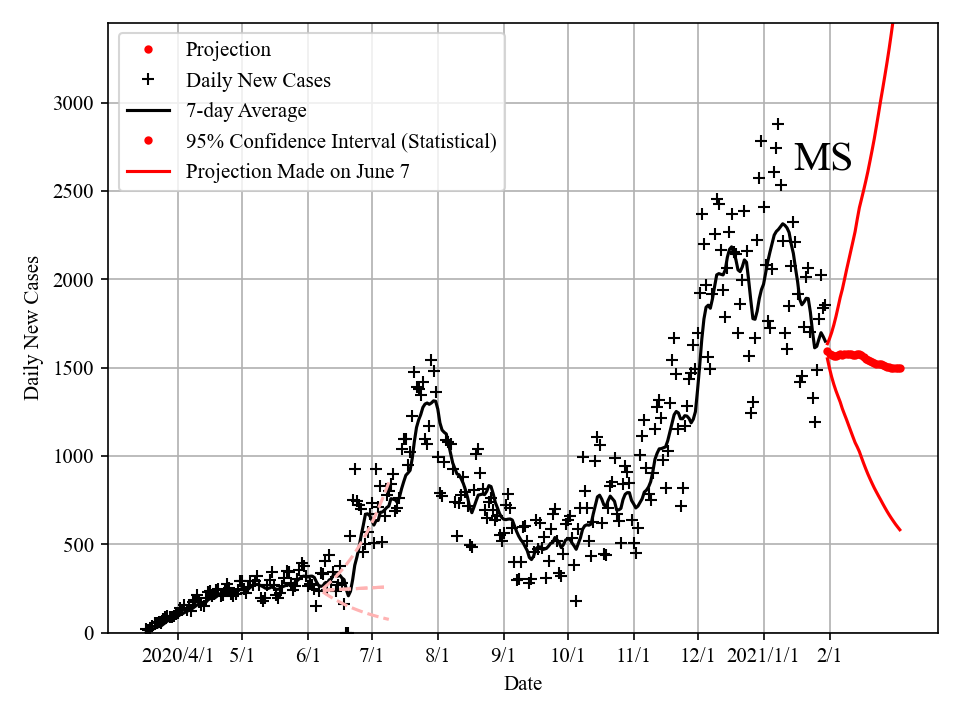 Projection
Daily New Cases
7-day Average
95% Confidence Interval (Statistical)
Projection Made on June 7
MS
Daily New Cases
3000
2500
2000
1500
1000
500
0
2020/4/1 5/1 6/1 7/1 8/1 9/1 10/1 11/1 12/1 2021/1/1 2/1
Date